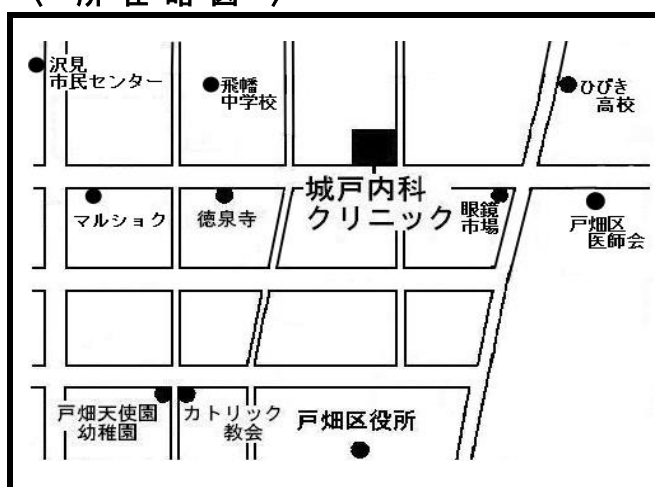 ( 所 在 略 図 )
沢見
市民センター
飛幡
中学校
ひびき
高校
城戸内科
クリニック
マルショク
徳泉寺
眼鏡
市場
戸畑区
医師会
戸畑天使園
幼稚園
カトリック
教会
戸畑区役所